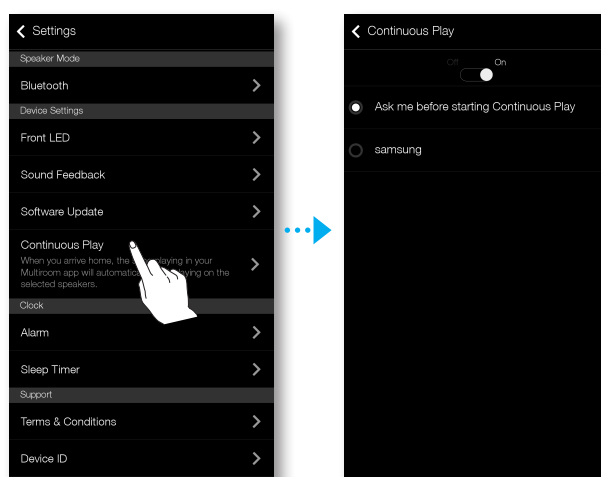 Settings
Speaker Mode
Bluetooth
Device Settings
Front LED
Sound Feedback
Software Update
Continuous Play
When you arrive home, the playing in your
Multiroom app will automatica playing on the
selected speakers.
Clock
Alarm
Sleep Timer
Support
Terms & Conditions
Device ID
Continuous Play
Off On
Ask me before starting Continuous Play
samsung